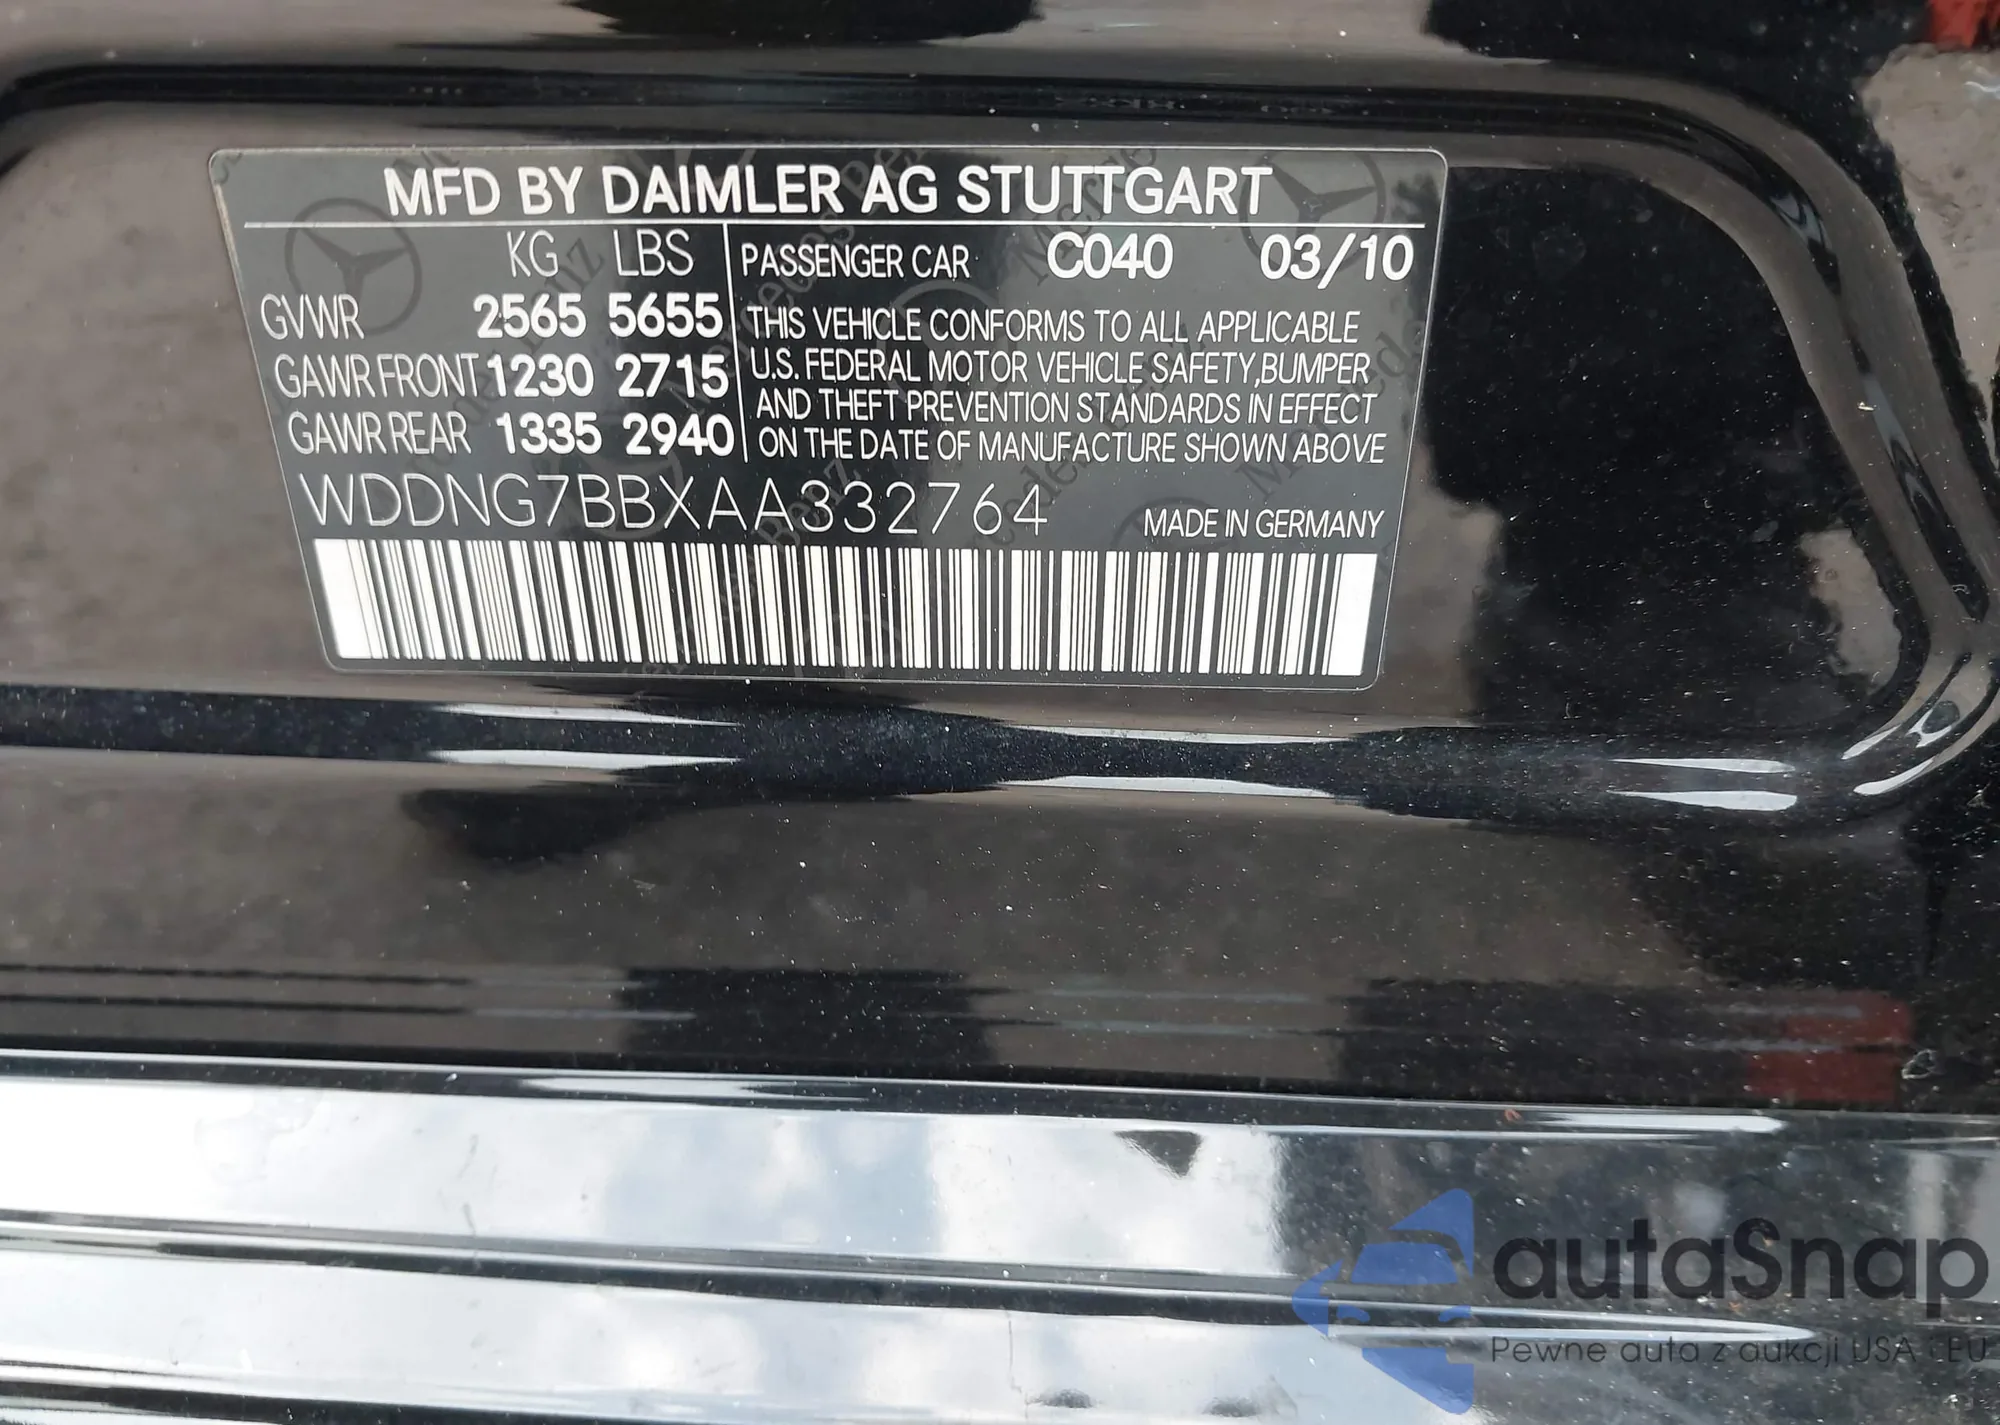 MFD BY DAIMLER AG STUTTGART
KG LBS
GVWR 2565 5655
GAWR FRONT 1230 2715
GAWR REAR 1335 2940
PASSENGER CAR C040 03/10
THIS VEHICLE CONFORMS TO ALL APPLICABLE
U.S. FEDERAL MOTOR VEHICLE SAFETY,BUMPER
AND THEFT PREVENTION STANDARDS IN EFFECT
ON THE DATE OF MANUFACTURE SHOWN ABOVE
WDDNG7BBXAA332764
MADE IN GERMANY
autaSnap
Pewne auta z aukcji USA i EU